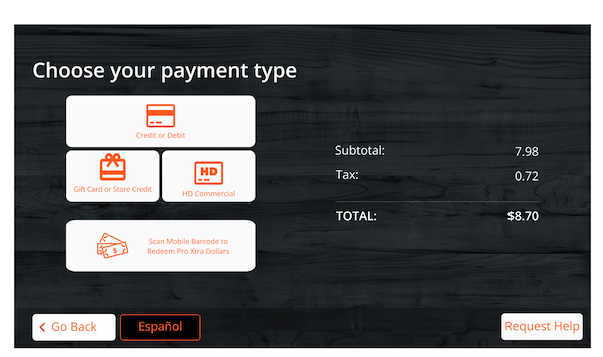 Choose your payment type
Credit or Debit
Gift Card or Store Credit
HD
HD Commercial
$
Scan Mobile Barcode to
Redeem Pro Xtra Dollars
Subtotal: 7.98
Tax: 0.72
TOTAL: $8.70
Go Back
Español
Request Help